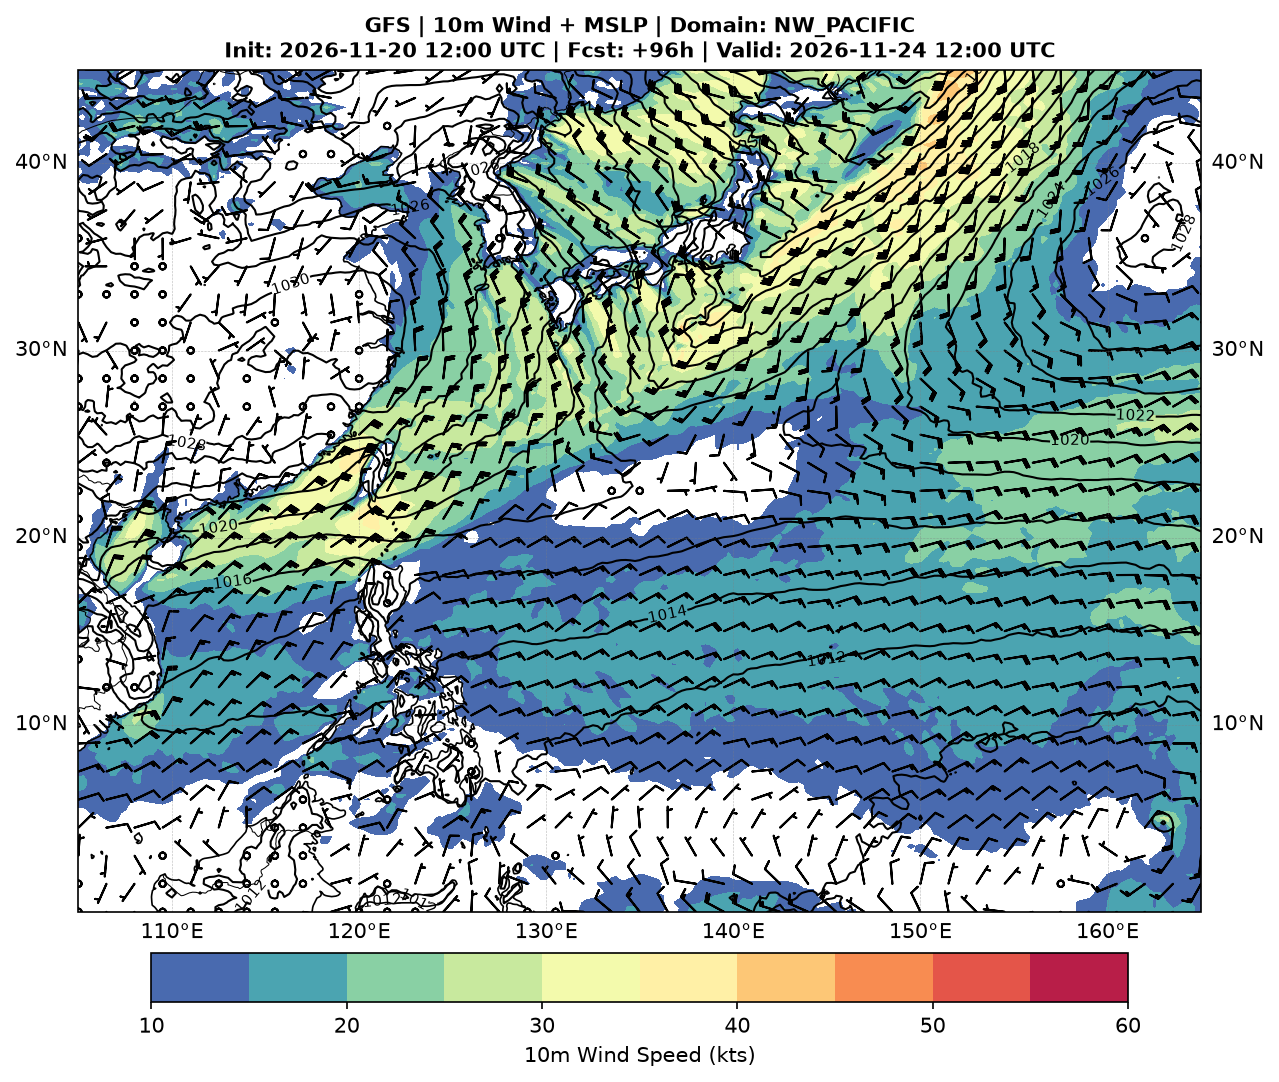 GFS | 10m Wind + MSLP | Domain: NW_PACIFIC
Init: 2026-11-20 12:00 UTC | Fcst: +96h | Valid: 2026-11-24 12:00 UTC
40°N
40°N
30°N
30°N
20°N
20°N
10°N
10°N
1018
1026
1024
1026
1028
1030
1022
1020
1020
1016
1014
1012
1012
1012
110°E
120°E
130°E
140°E
150°E
160°E
10
20
30
40
50
60
10m Wind Speed (kts)